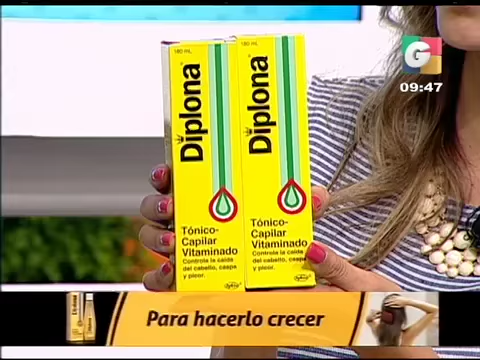 G
09:47
180 mL
Diplona
Tónico-
Capilar
Vitaminado
Controla la caída
del cabello, caspa
y picor.
180 mL
Diplona
Tónico-
Capilar
Vitaminado
Controla la caída
del cabello, caspa
y picor.
Diplona
Para hacerlo crecer